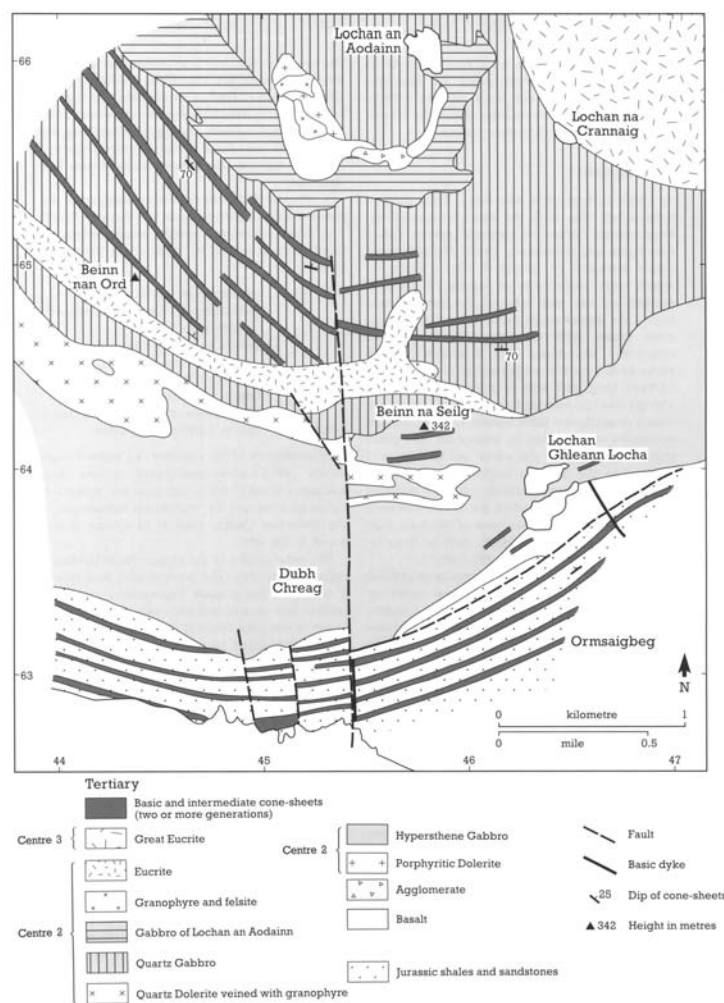 66
Lochan an
Aodainn
Lochan na
Crannaig
70
65
Beinn
nan Ord
70
Beinn na Seilg
342
Lochan
Ghleann Locha
64
Dubh
Chreag
63
Ormsaigbeg
N
0 kilometre 1
0 mile 0.5
44 45 46 47
Tertiary
Basic and intermediate cone-sheets
(two or more generations)
Centre 3 Great Eucrite
Centre 2
Eucrite
Granophyre and felsite
Gabbro of Lochan an Aodainn
Quartz Gabbro
Quartz Dolerite veined with granophyre
Centre 2
Hypersthene Gabbro
Porphyritic Dolerite
Agglomerate
Basalt
Jurassic shales and sandstones
Fault
Basic dyke
25 Dip of cone-sheets
342 Height in metres